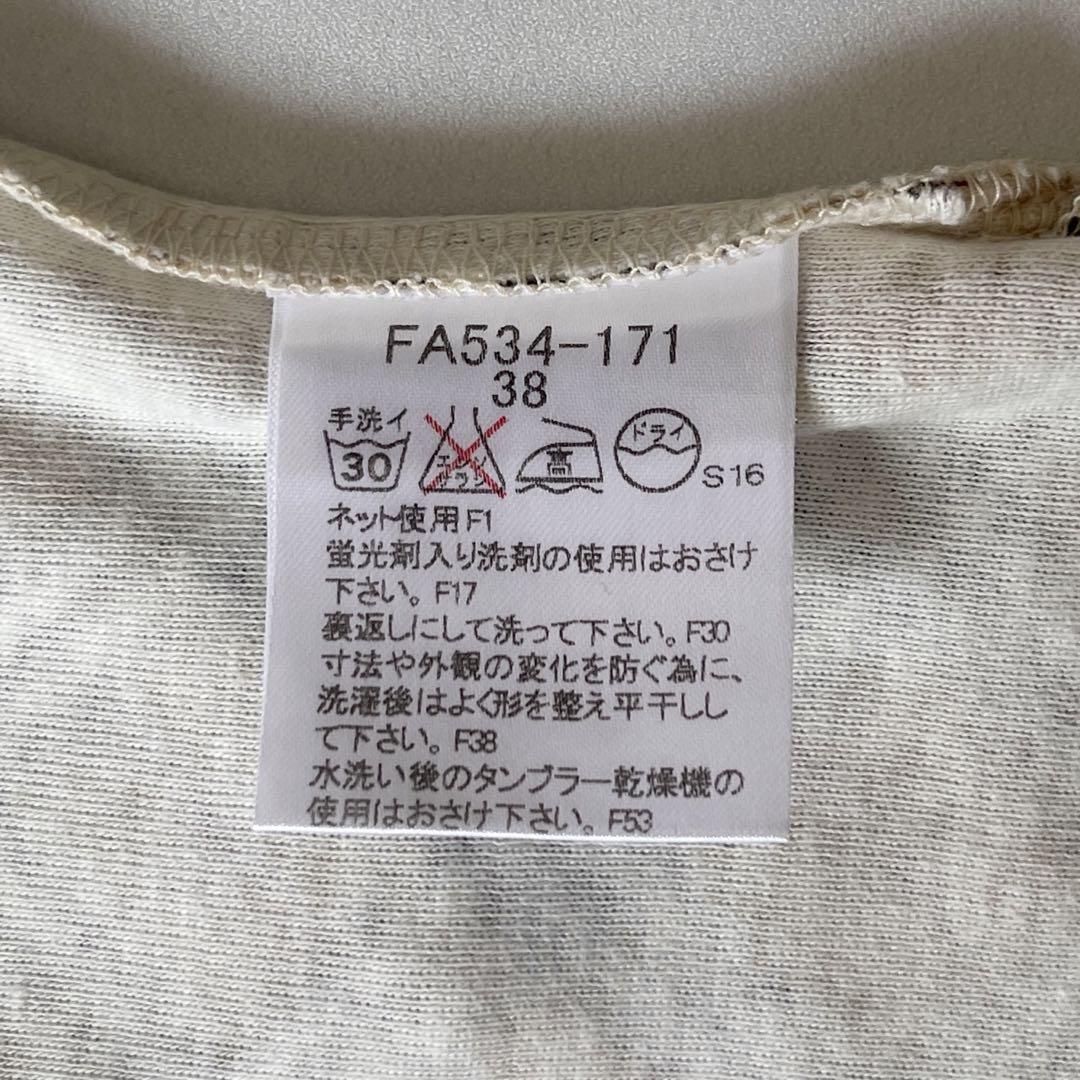 FA534-171
38
手洗イ
30
エンソ
サラシ
高
ドライ
S16
ネット使用F1
蛍光剤入り洗剤の使用はおさけ
下さい。F17
裏返しにして洗って下さい。F30
寸法や外観の変化を防ぐ為に、
洗濯後はよく形を整え平干しし
て下さい。F38
水洗い後のタンブラー乾燥機の
使用はおさけ下さい。F53